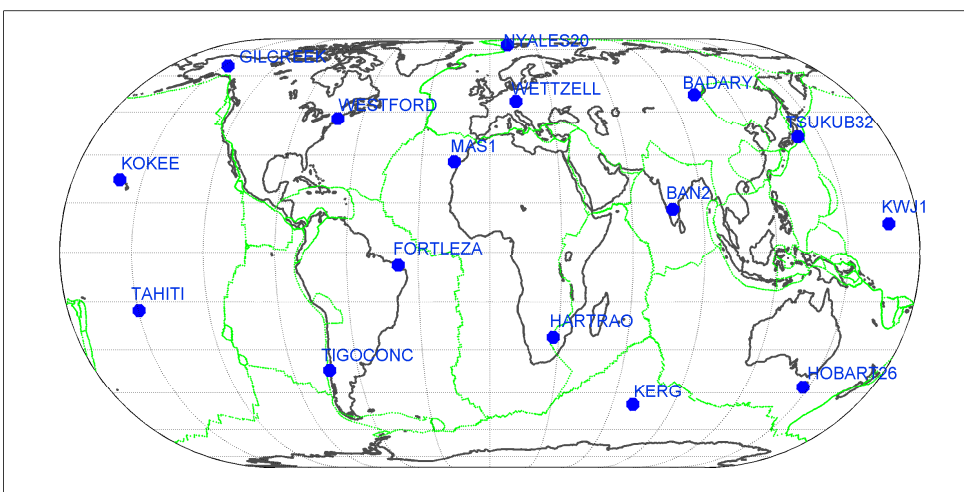 NYALES20
GILCREEK
WETTZELL
BADARY
WESTFORD
TSUKUB32
MAS1
KOKEE
BAN2
KWJ1
FORTLEZA
TAHITI
HARTRAO
TIGOCONC
HOBART26
KERG